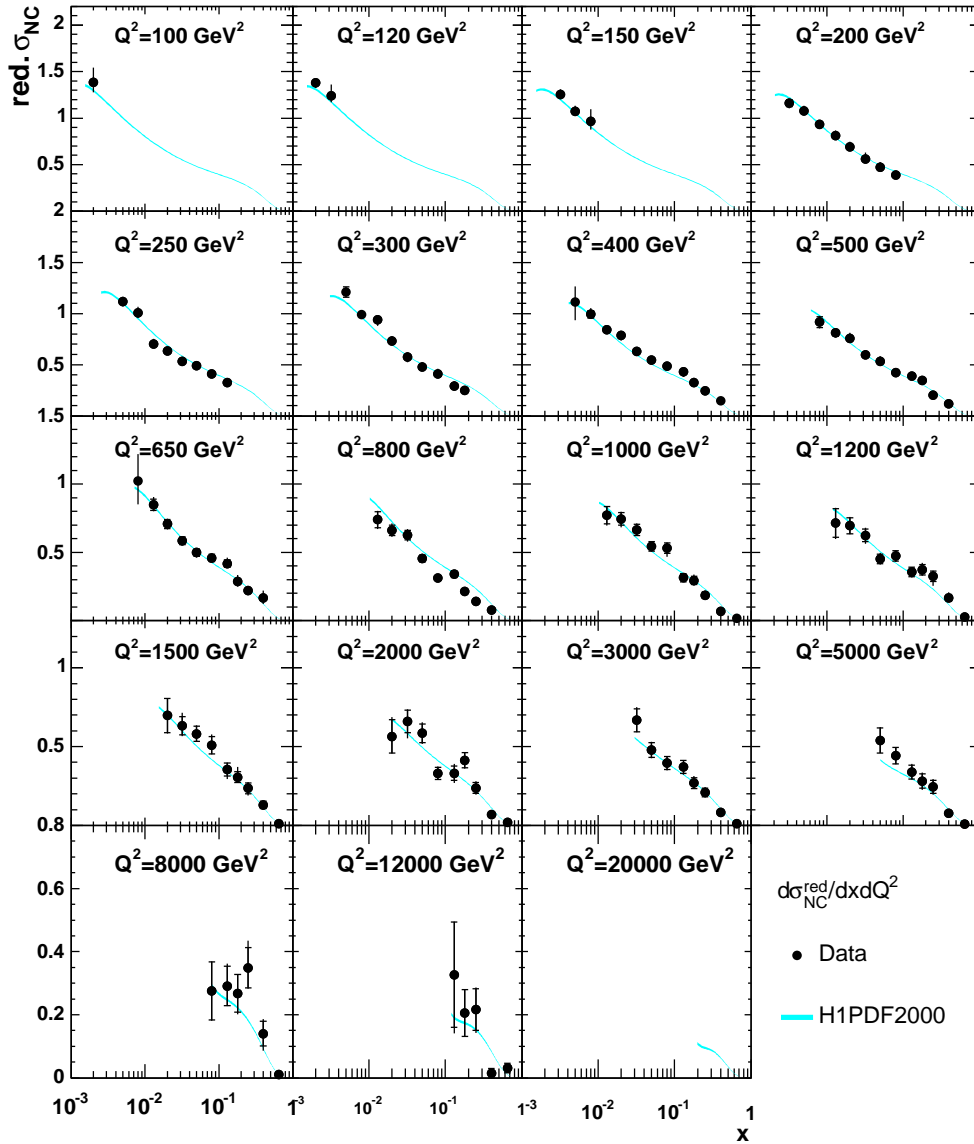 red. σNC
Q²=100 GeV²
Q²=120 GeV²
Q²=150 GeV²
Q²=200 GeV²
2
1.5
1
0.5
2
Q²=250 GeV²
Q²=300 GeV²
Q²=400 GeV²
Q²=500 GeV²
1.5
1
0.5
1.5
Q²=650 GeV²
Q²=800 GeV²
Q²=1000 GeV²
Q²=1200 GeV²
1
0.5
Q²=1500 GeV²
Q²=2000 GeV²
Q²=3000 GeV²
Q²=5000 GeV²
1
0.5
0.8
Q²=8000 GeV²
Q²=12000 GeV²
Q²=20000 GeV²
0.6
0.4
0.2
0
dσ^red_NC/dxdQ²
Data
H1PDF2000
10⁻³ 10⁻² 10⁻¹ 1⁻³ 10⁻² 10⁻¹ 1⁻³ 10⁻² 10⁻¹ 1
x